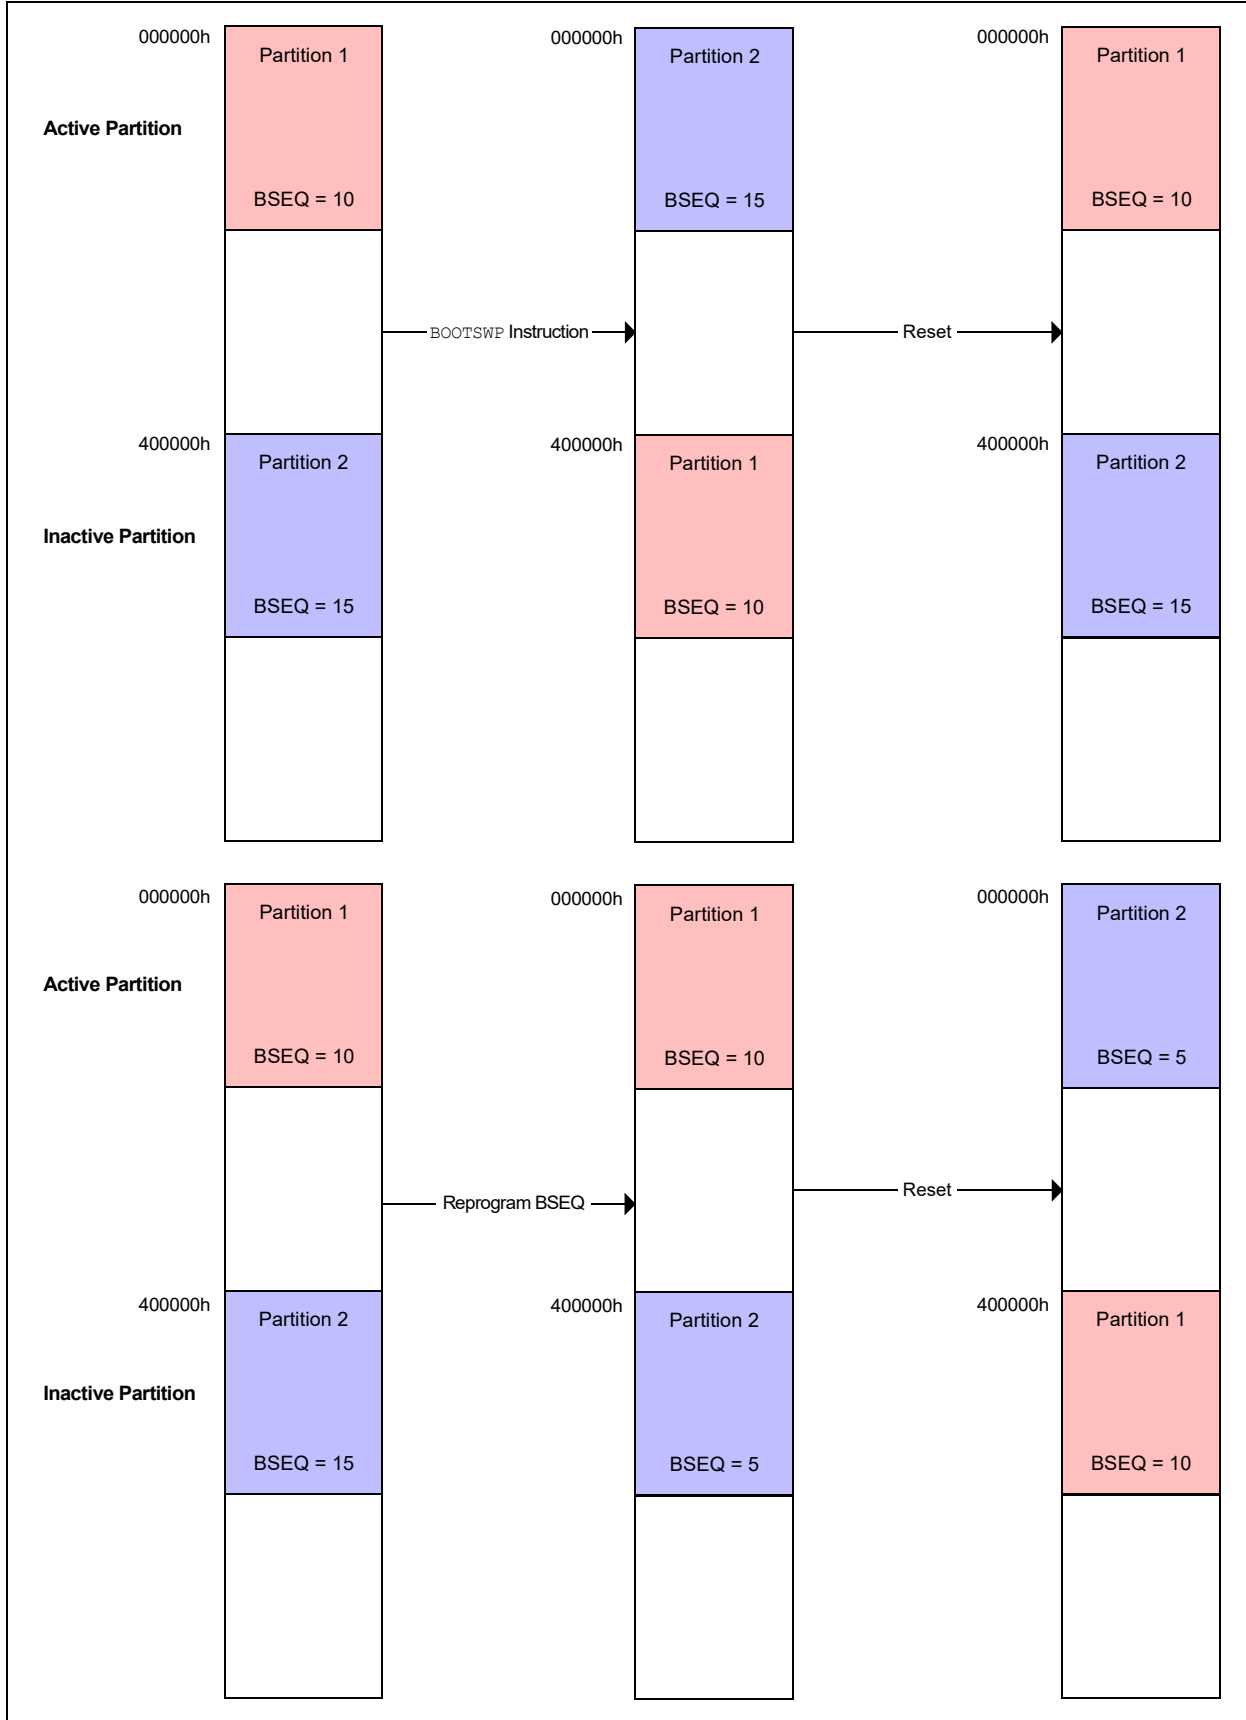 000000h
Partition 1
000000h
Partition 2
000000h
Partition 1
Active Partition
BSEQ = 10
BSEQ = 15
BSEQ = 10
BOOTSWP Instruction
Reset
400000h
Partition 2
400000h
Partition 1
400000h
Partition 2
Inactive Partition
BSEQ = 15
BSEQ = 10
BSEQ = 15
000000h
Partition 1
000000h
Partition 1
000000h
Partition 2
Active Partition
BSEQ = 10
BSEQ = 10
BSEQ = 5
Reprogram BSEQ
Reset
400000h
Partition 2
400000h
Partition 2
400000h
Partition 1
Inactive Partition
BSEQ = 15
BSEQ = 5
BSEQ = 10